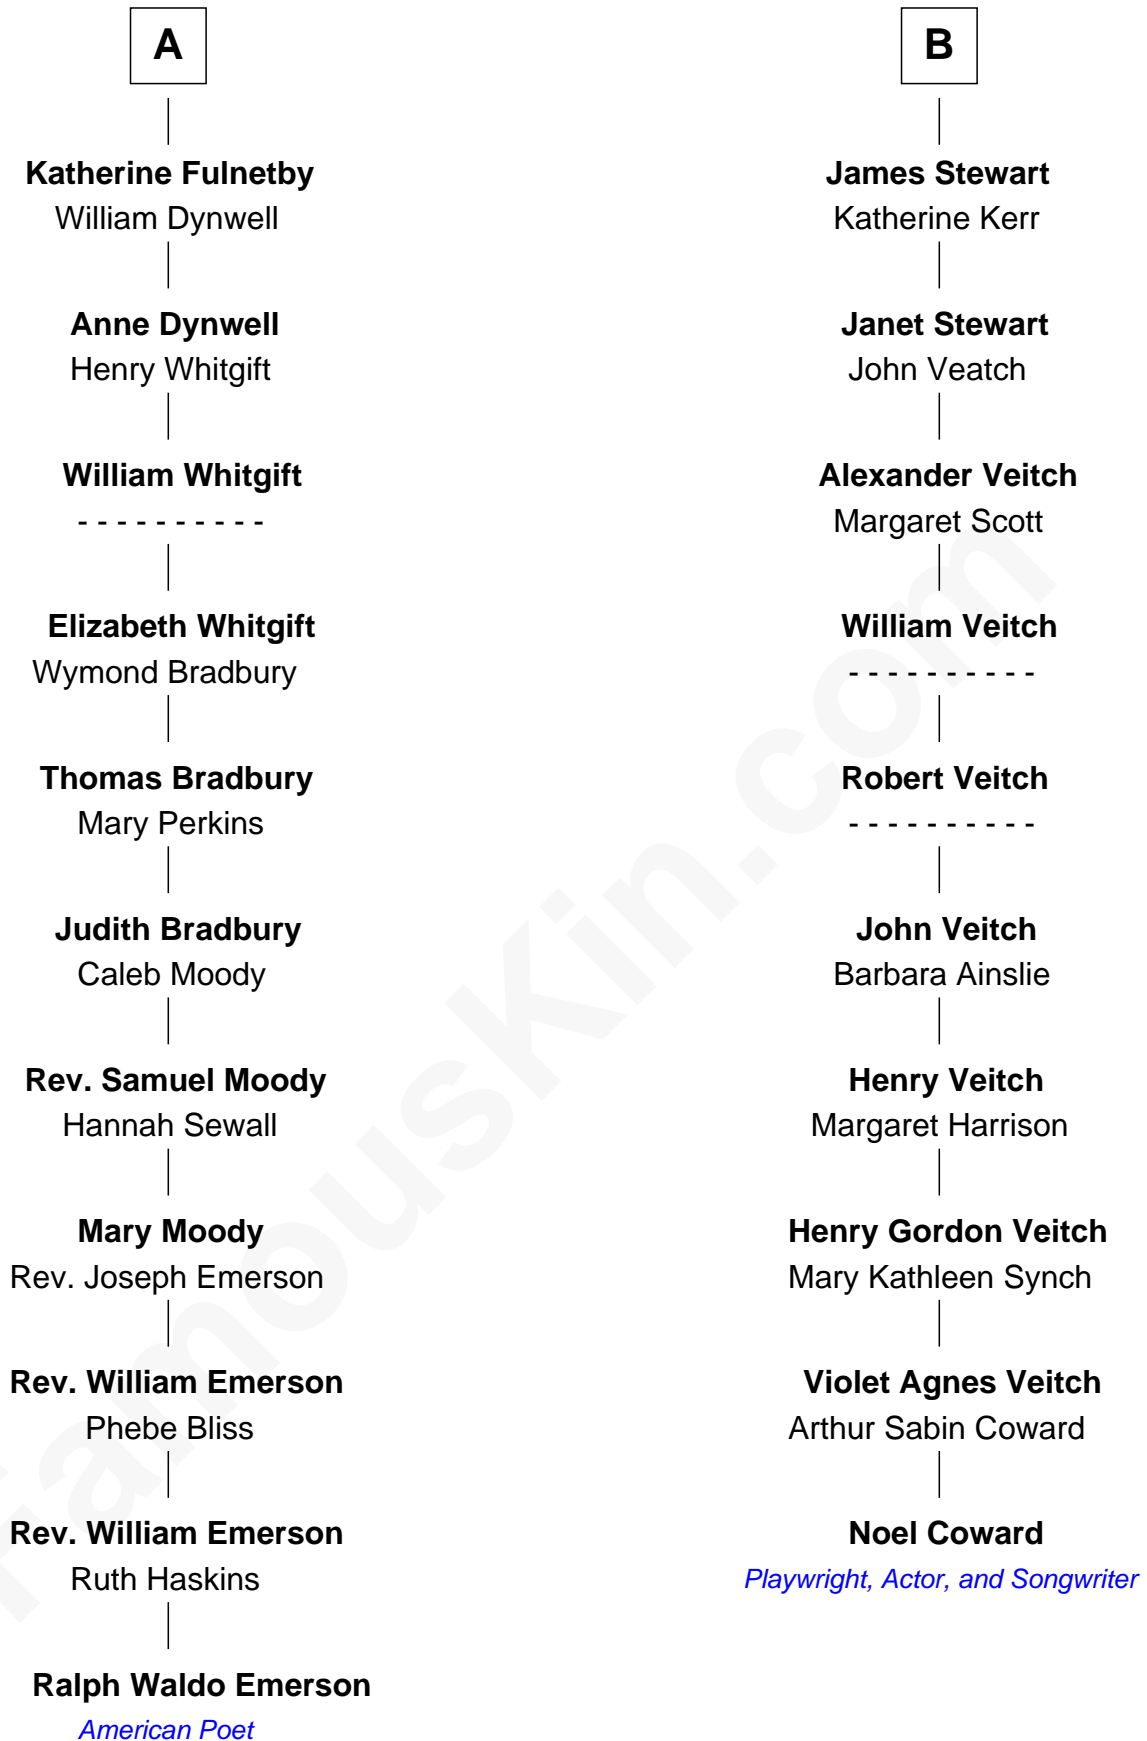 A
Katherine Fulnetby
William Dynwell
Anne Dynwell
Henry Whitgift
William Whitgift
- - - - - - - - - -
Elizabeth Whitgift
Wymond Bradbury
Thomas Bradbury
Mary Perkins
Judith Bradbury
Caleb Moody
Rev. Samuel Moody
Hannah Sewall
Mary Moody
Rev. Joseph Emerson
Rev. William Emerson
Phebe Bliss
Rev. William Emerson
Ruth Haskins
Ralph Waldo Emerson
American Poet
B
James Stewart
Katherine Kerr
Janet Stewart
John Veatch
Alexander Veitch
Margaret Scott
William Veitch
- - - - - - - - - -
Robert Veitch
- - - - - - - - - -
John Veitch
Barbara Ainslie
Henry Veitch
Margaret Harrison
Henry Gordon Veitch
Mary Kathleen Synch
Violet Agnes Veitch
Arthur Sabin Coward
Noel Coward
Playwright, Actor, and Songwriter
FamousKin.com